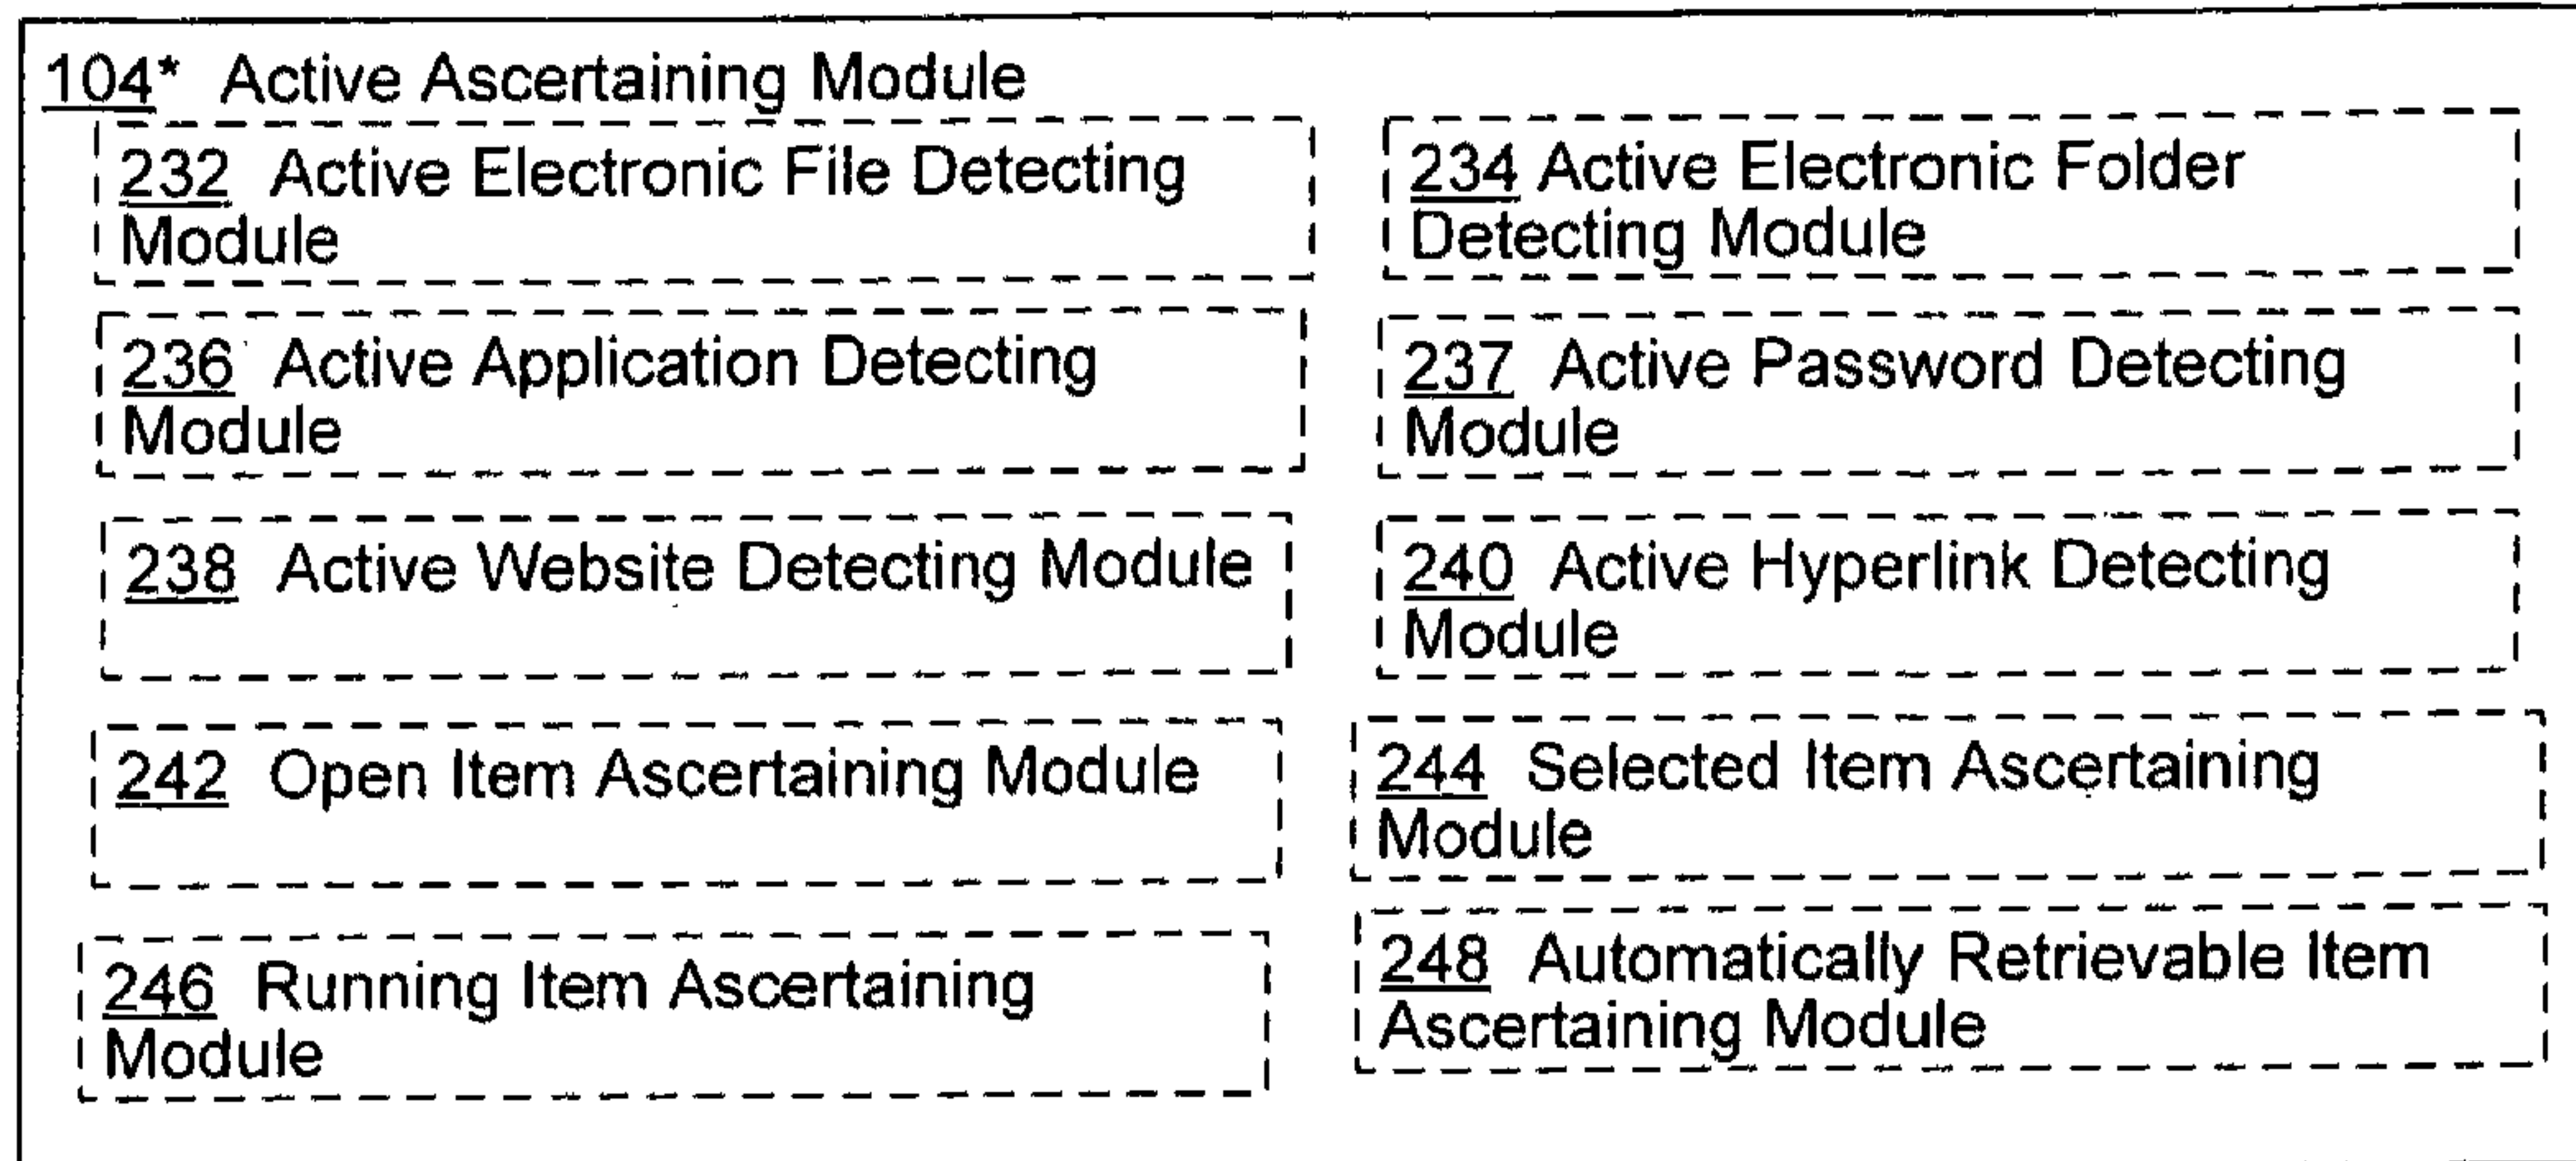 104* Active Ascertaining Module
232 Active Electronic File Detecting
Module
234 Active Electronic Folder
Detecting Module
236 Active Application Detecting
Module
237 Active Password Detecting
Module
238 Active Website Detecting Module
240 Active Hyperlink Detecting
Module
242 Open Item Ascertaining Module
244 Selected Item Ascertaining
Module
246 Running Item Ascertaining
Module
248 Automatically Retrievable Item
Ascertaining Module